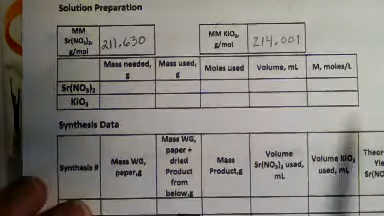 Solution Preparation
MM Sr(NO3)2, g/mol 211.630 MM KIO3, g/mol 214.001
Mass needed, g Mass used, g Moles used Volume, mL M, moles/L
Sr(NO3)2
KIO3
Synthesis Data
Synthesis # Mass WG, paper,g Mass WG, paper + dried Product from below,g Mass Product,g Volume Sr(NO3)2 used, mL Volume KIO3 used, mL